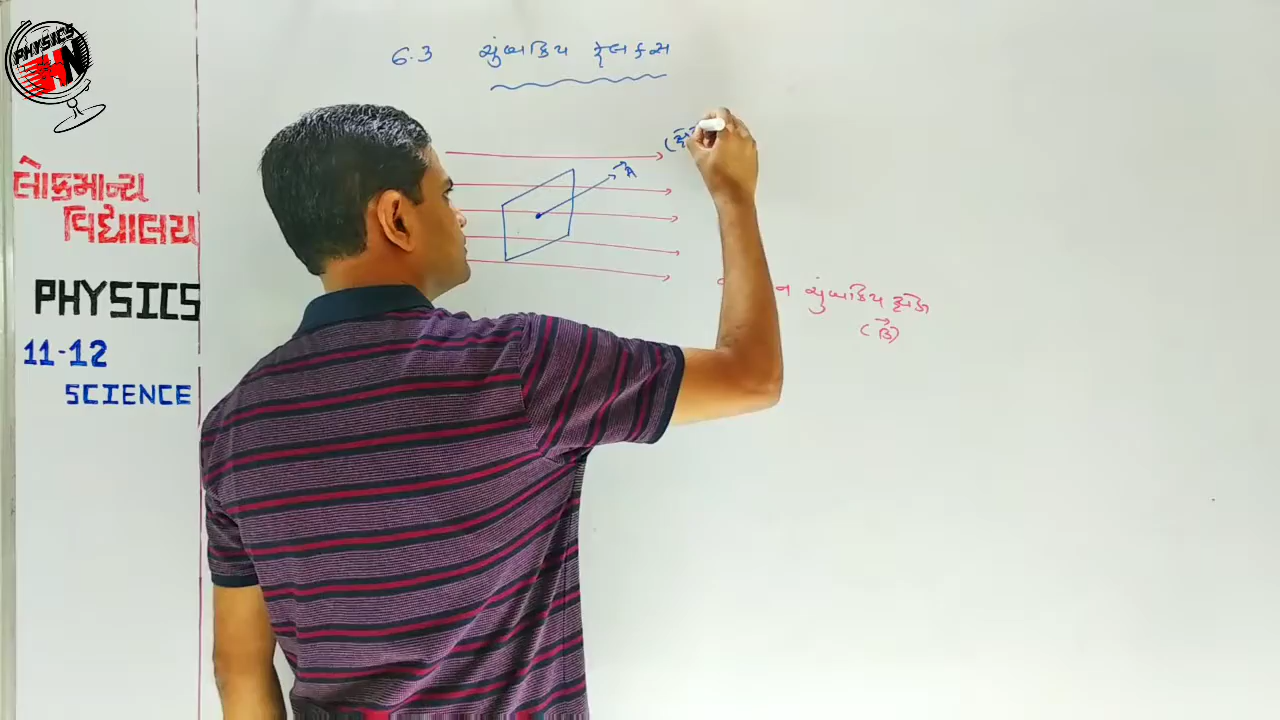 PHYSICS
HN
લોકમાન્ય
વિદ્યાલય
PHYSICS
11-12
SCIENCE
6.3 ચુંબકિય ફ્લક્સ
A
ચુંબકિય ક્ષેત્ર
(B)